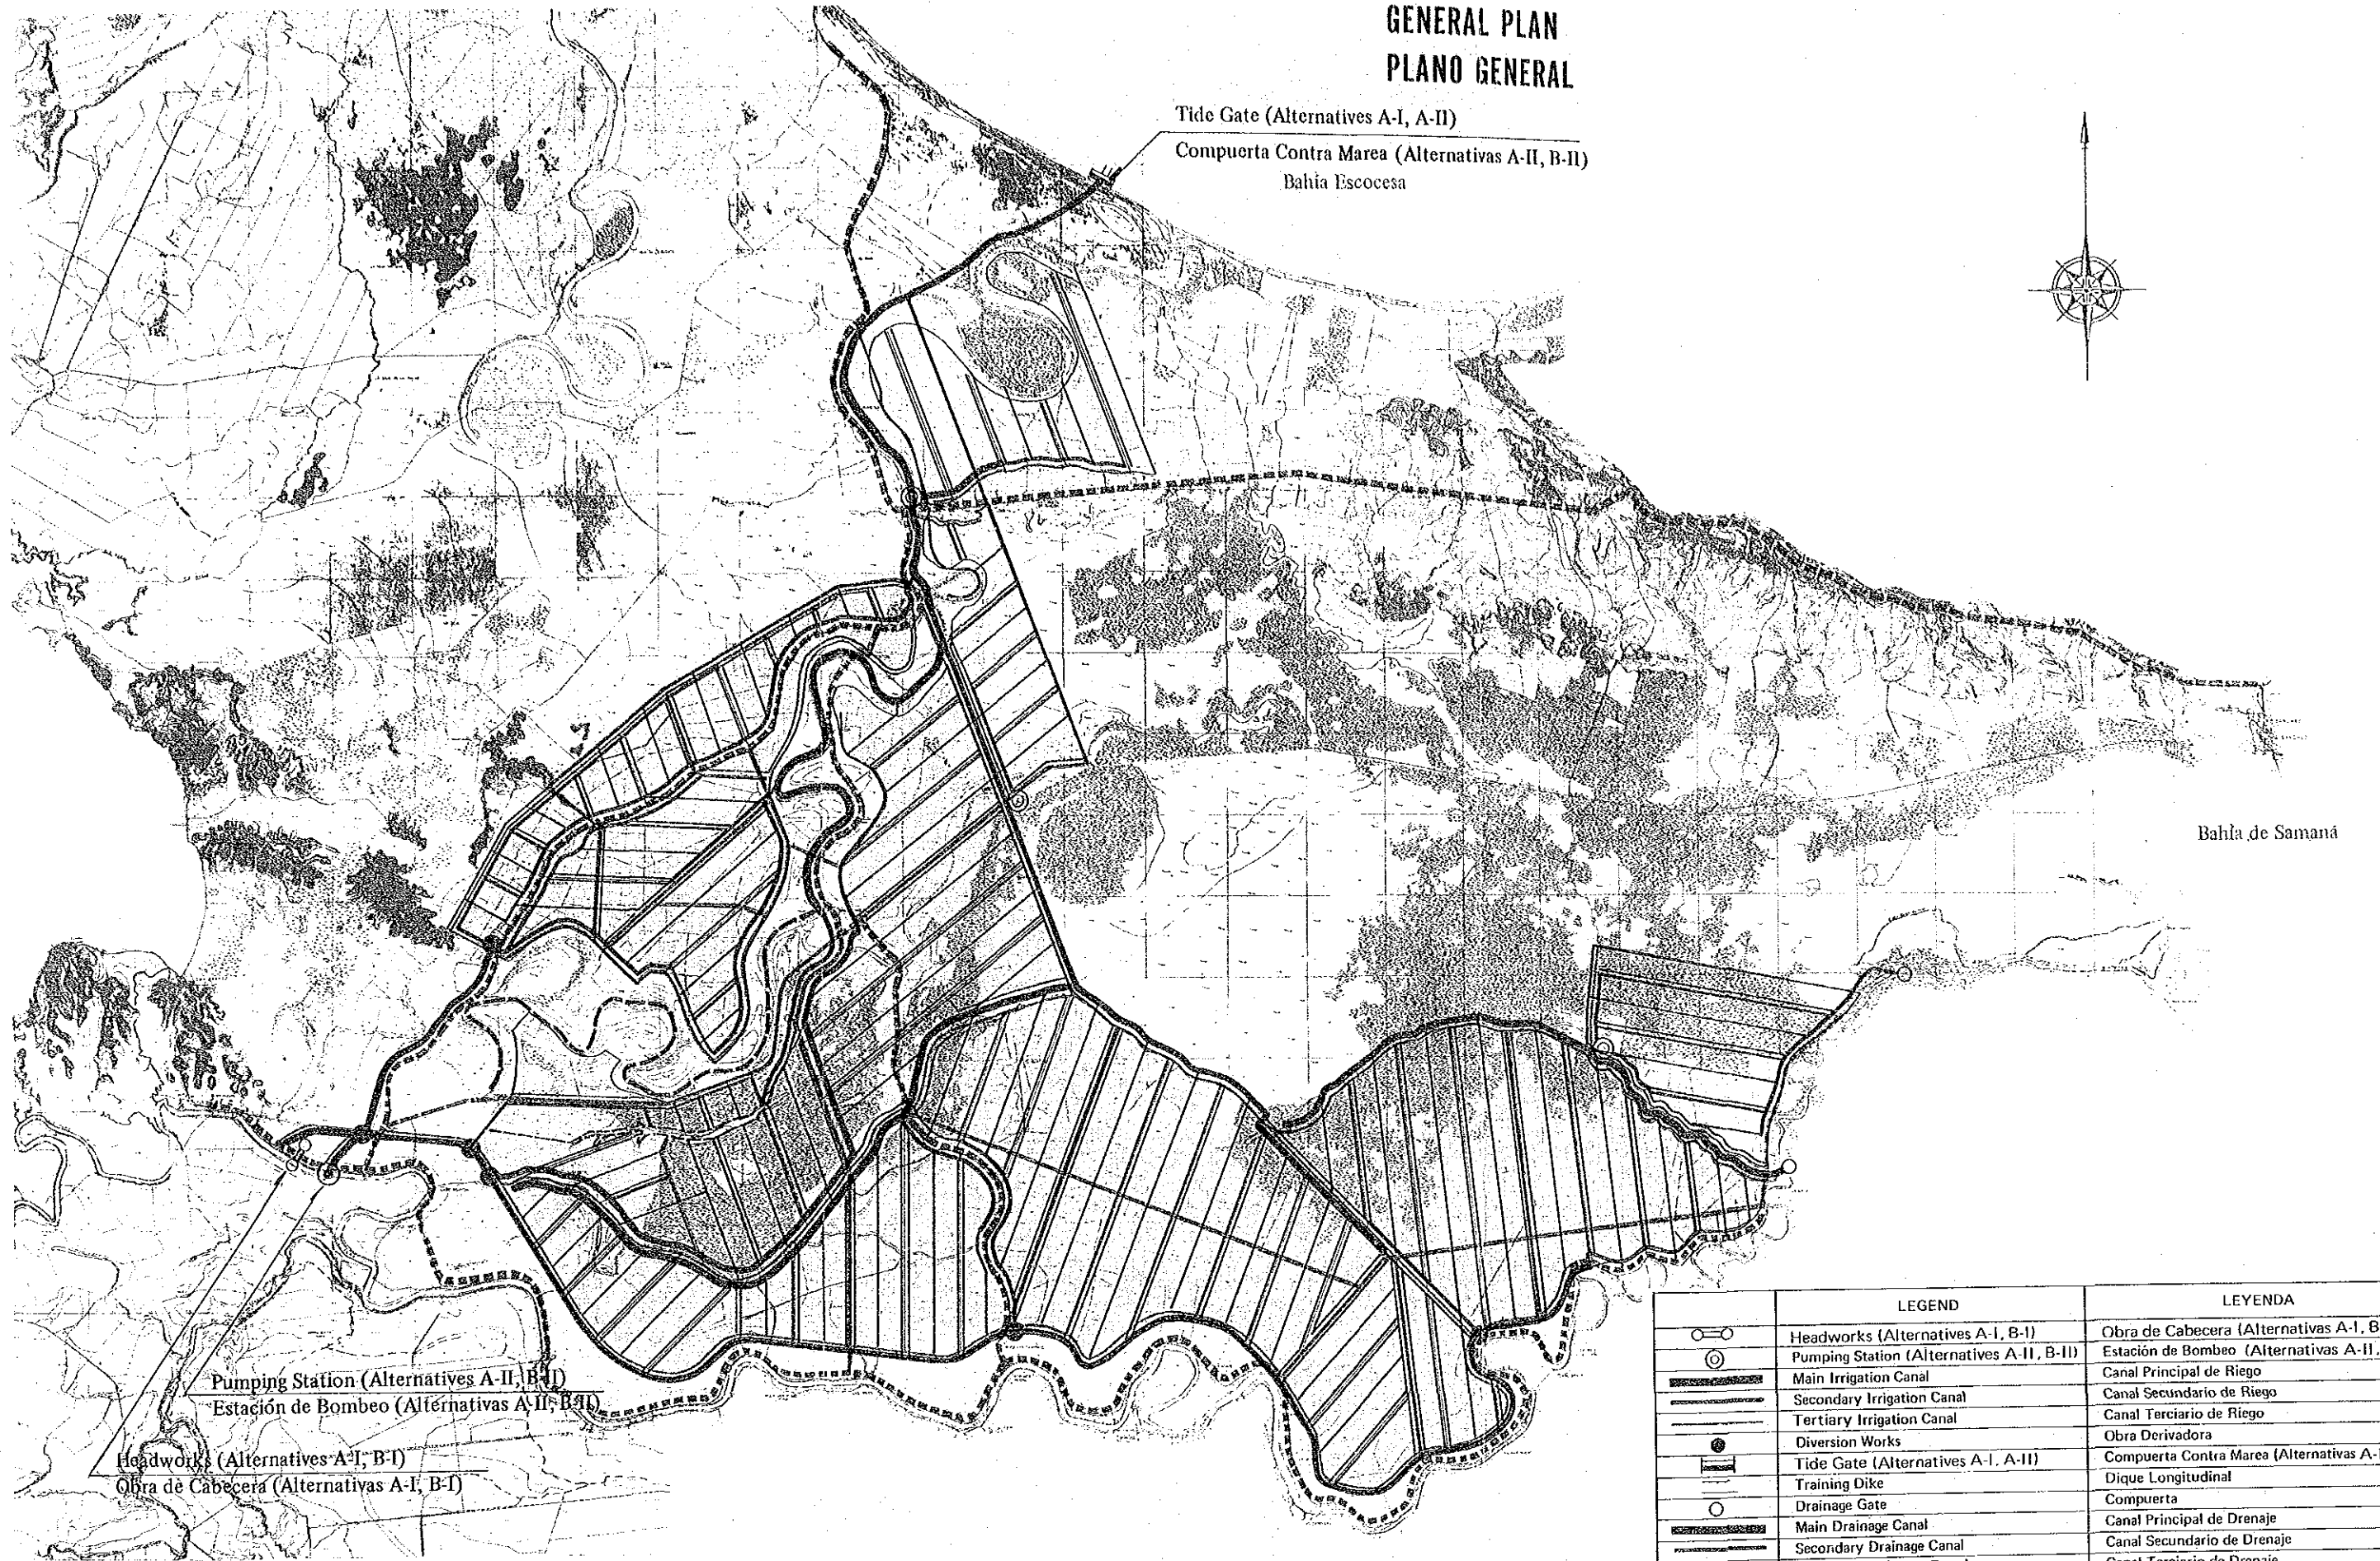 GENERAL PLAN
PLANO GENERAL
Tide Gate (Alternatives A-I, A-II)
Compuerta Contra Marea (Alternativas A-II, B-II)
Bahía Escocesa
Bahía de Samaná
Pumping Station (Alternatives A-II, B-II)
Estación de Bombeo (Alternativas A-II, B-II)
Headworks (Alternatives A-I, B-I)
Obra de Cabecera (Alternativas A-I, B-I)
LEGEND LEYENDA
Headworks (Alternatives A-I, B-I) Obra de Cabecera (Alternativas A-I, B
Pumping Station (Alternatives A-II, B-II) Estación de Bombeo (Alternativas A-II,
Main Irrigation Canal Canal Principal de Riego
Secondary Irrigation Canal Canal Secundario de Riego
Tertiary Irrigation Canal Canal Terciario de Riego
Diversion Works Obra Derivadora
Tide Gate (Alternatives A-I, A-II) Compuerta Contra Marea (Alternativas A-
Training Dike Dique Longitudinal
Drainage Gate Compuerta
Main Drainage Canal Canal Principal de Drenaje
Secondary Drainage Canal Canal Secundario de Drenaje
Canal Terciario de Drenaje